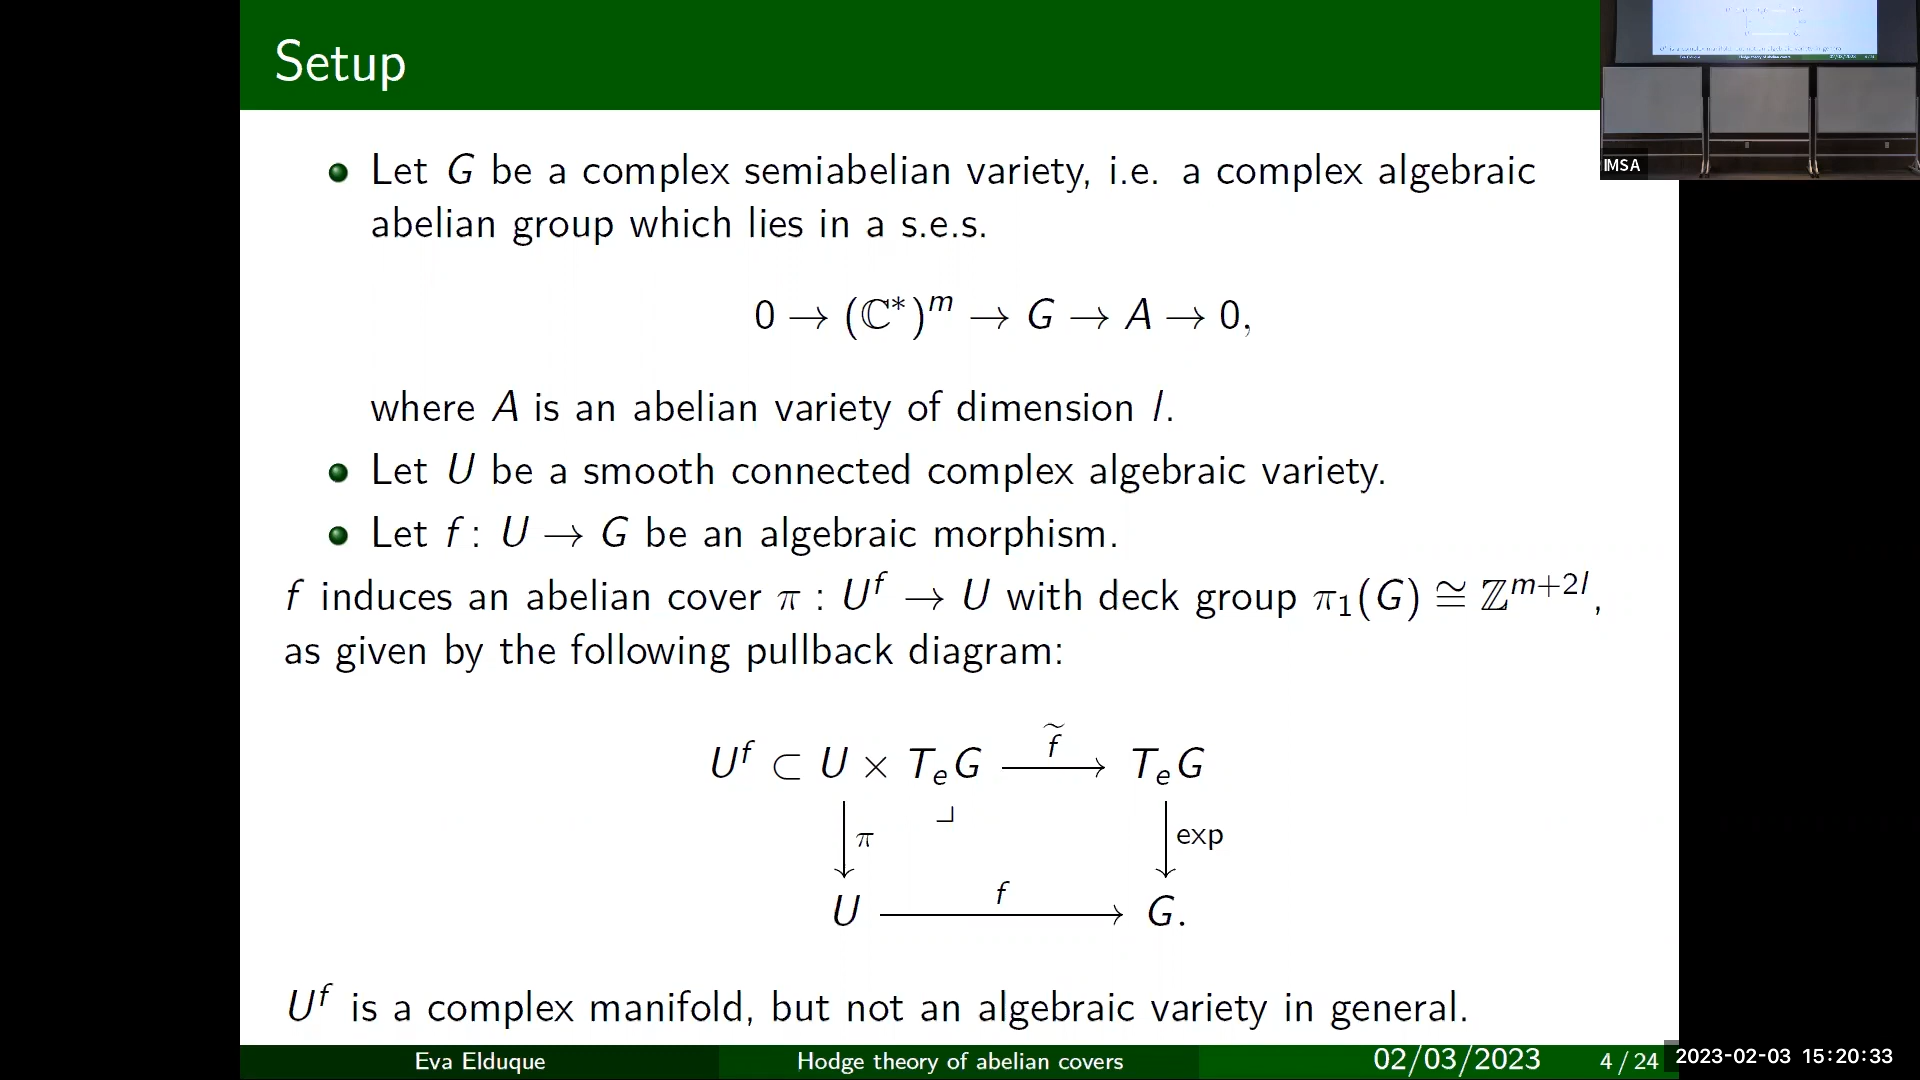 Setup
Let G be a complex semiabelian variety, i.e. a complex algebraic
abelian group which lies in a s.e.s.
0 → (ℂ*)^m → G → A → 0,
where A is an abelian variety of dimension l.
Let U be a smooth connected complex algebraic variety.
Let f : U → G be an algebraic morphism.
f induces an abelian cover π : U^f → U with deck group π₁(G) ≅ ℤ^{m+2l},
as given by the following pullback diagram:
f̃
U^f ⊂ U × T_eG → T_eG
⌟
π exp
f
U → G.
U^f is a complex manifold, but not an algebraic variety in general.
Eva Elduque Hodge theory of abelian covers 02/03/2023 4 / 24
IMSA
2023-02-03 15:20:33